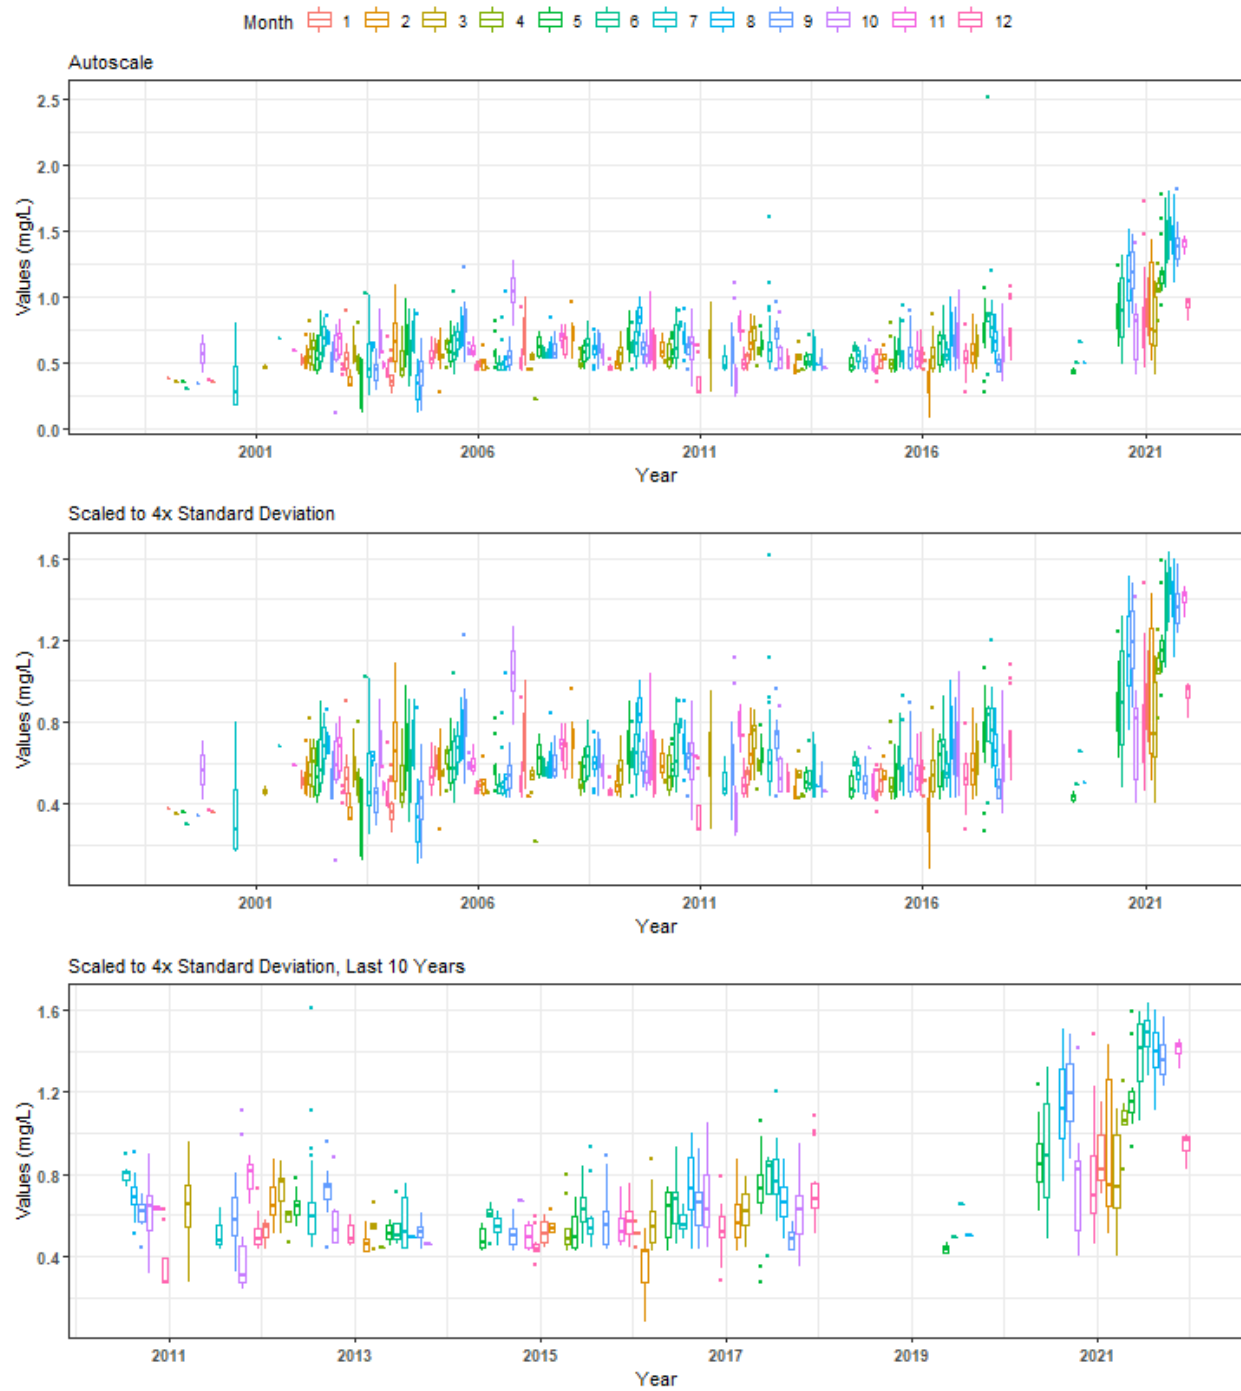 Month 1 2 3 4 5 6 7 8 9 10 11 12
Autoscale
2.5
2.0
1.5
1.0
0.5
0.0
Values (mg/L)
2001 2006 2011 2016 2021
Year
Scaled to 4x Standard Deviation
1.6
1.2
0.8
0.4
Values (mg/L)
2001 2006 2011 2016 2021
Year
Scaled to 4x Standard Deviation, Last 10 Years
1.6
1.2
0.8
0.4
Values (mg/L)
2011 2013 2015 2017 2019 2021
Year